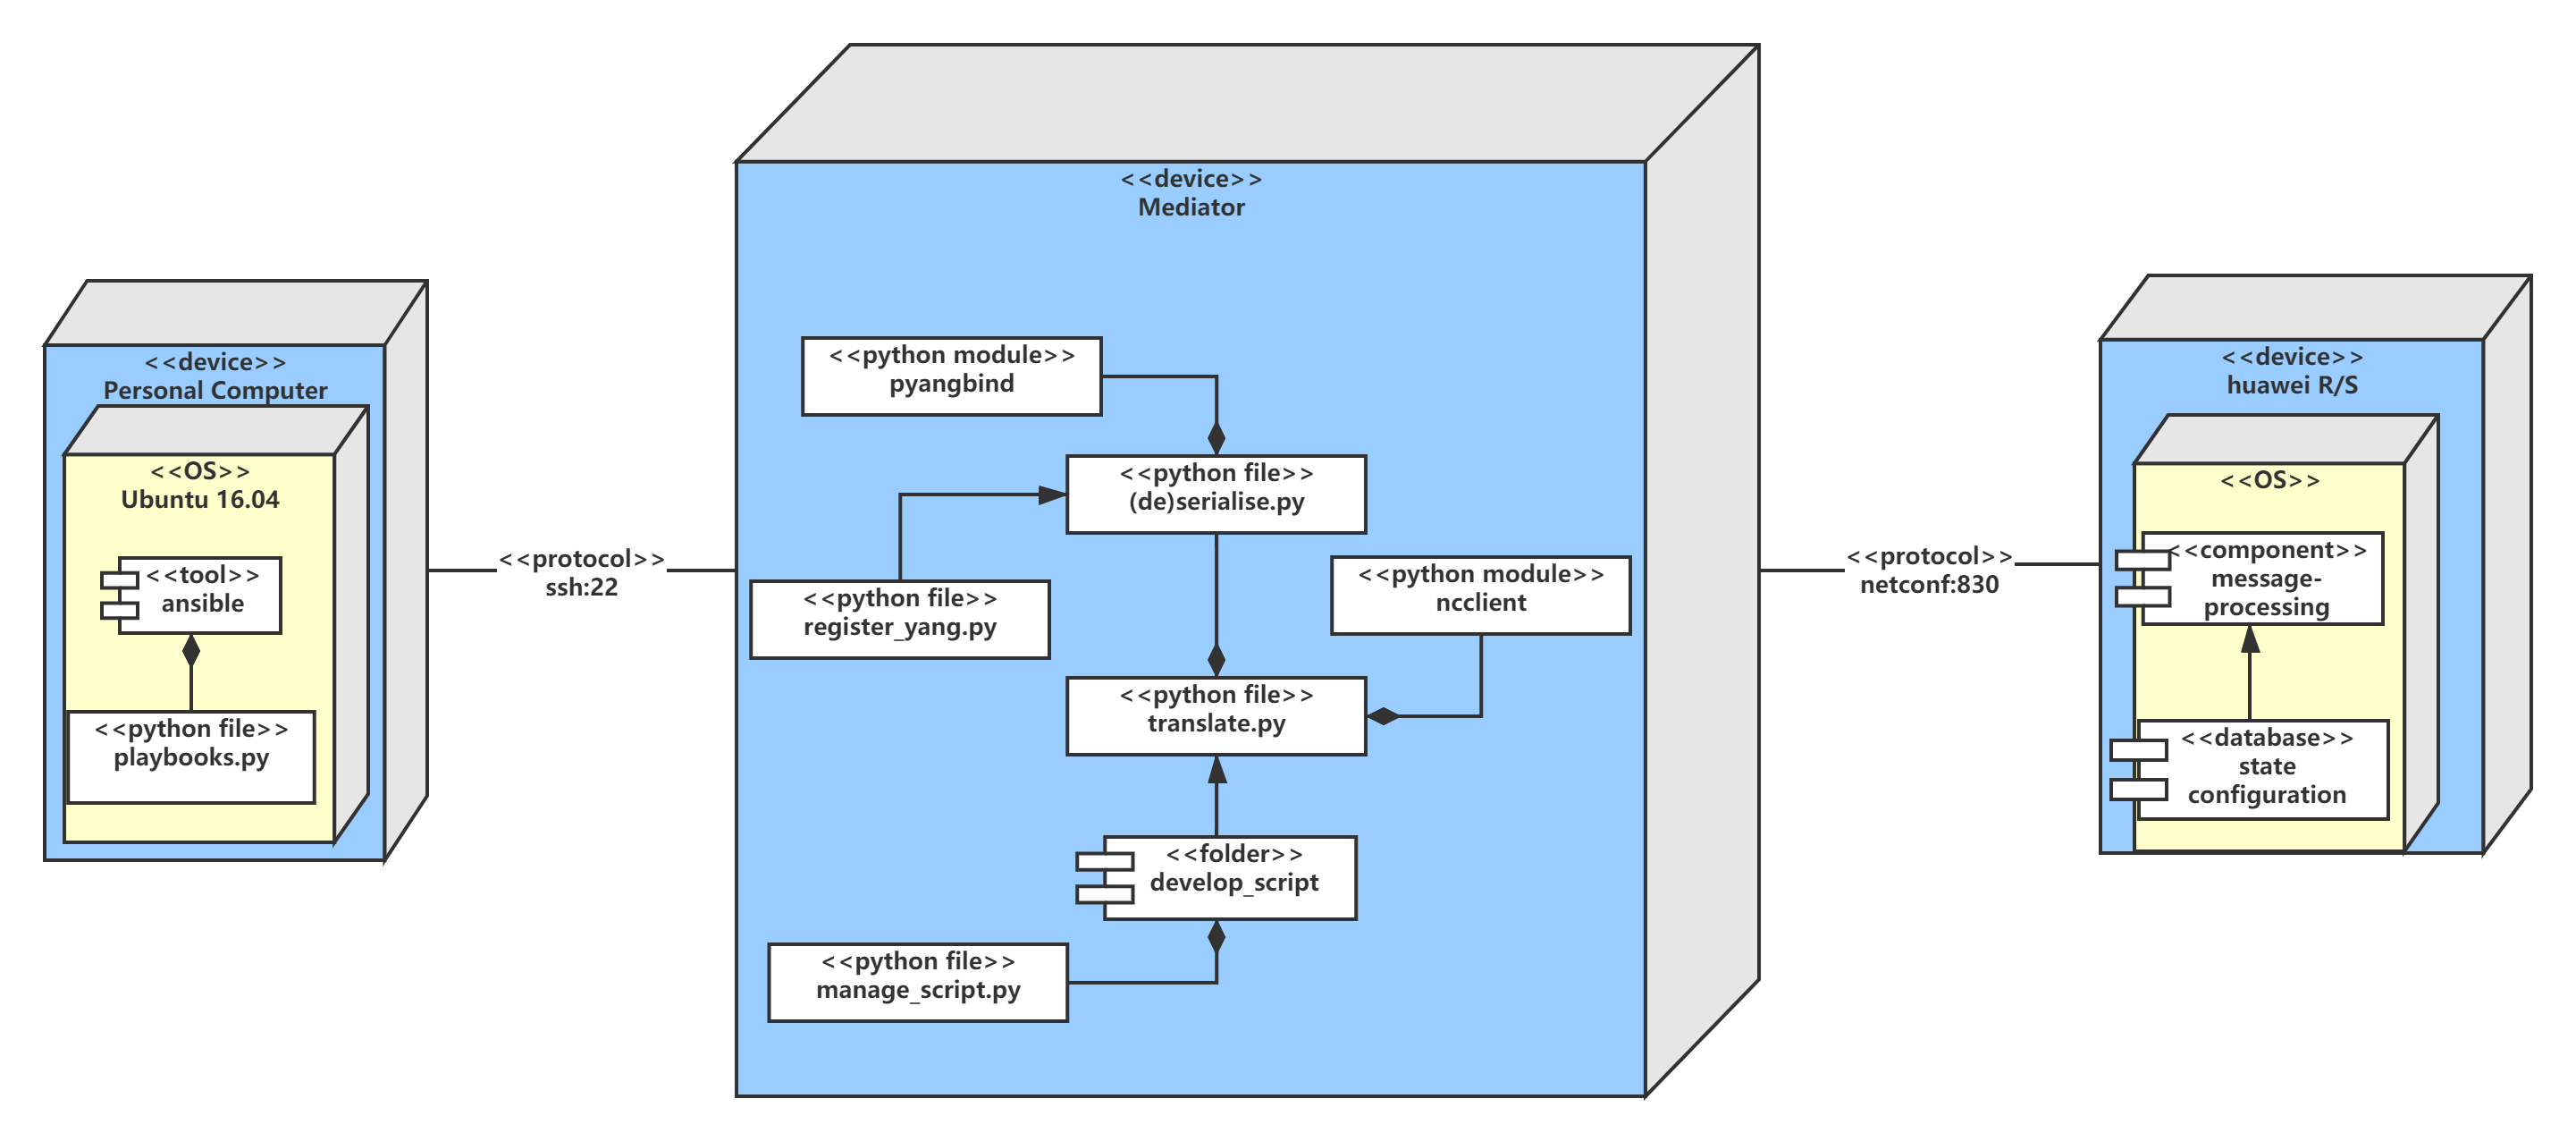 <<device>>
Personal Computer
<<OS>>
Ubuntu 16.04
<<tool>>
ansible
<<python file>>
playbooks.py
<<protocol>>
ssh:22
<<device>>
Mediator
<<python module>>
pyangbind
<<python file>>
(de)serialise.py
<<python file>>
register_yang.py
<<python module>>
ncclient
<<python file>>
translate.py
<<folder>>
develop_script
<<python file>>
manage_script.py
<<protocol>>
netconf:830
<<device>>
huawei R/S
<<OS>>
<<component>>
message-
processing
<<database>>
state
configuration